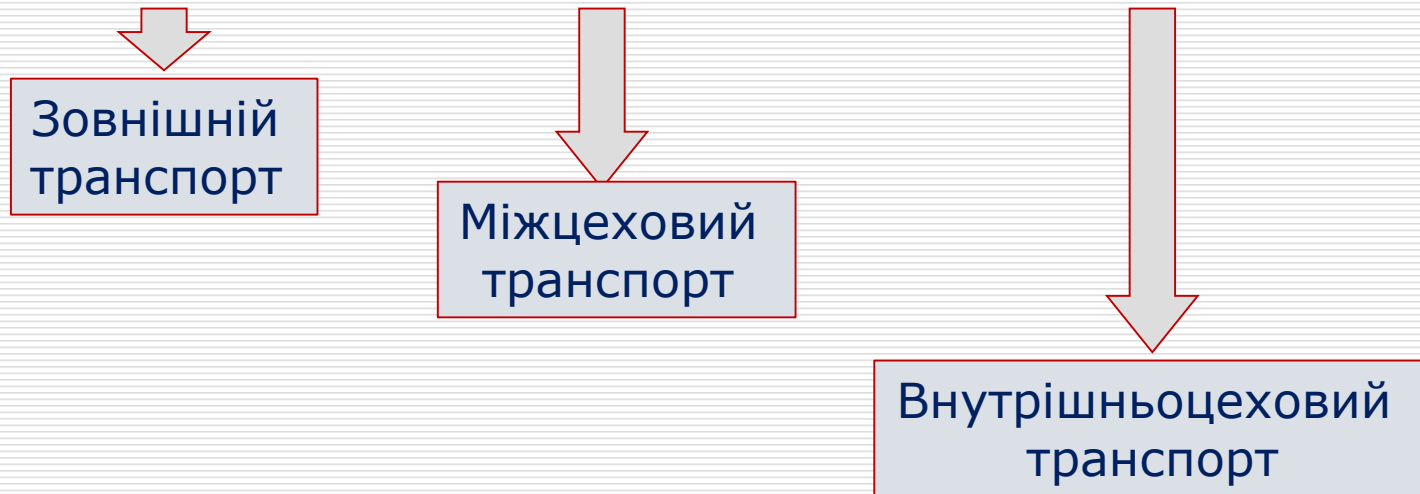 Зовнішній
транспорт
Міжцеховий
транспорт
Внутрішньоцеховий
транспорт